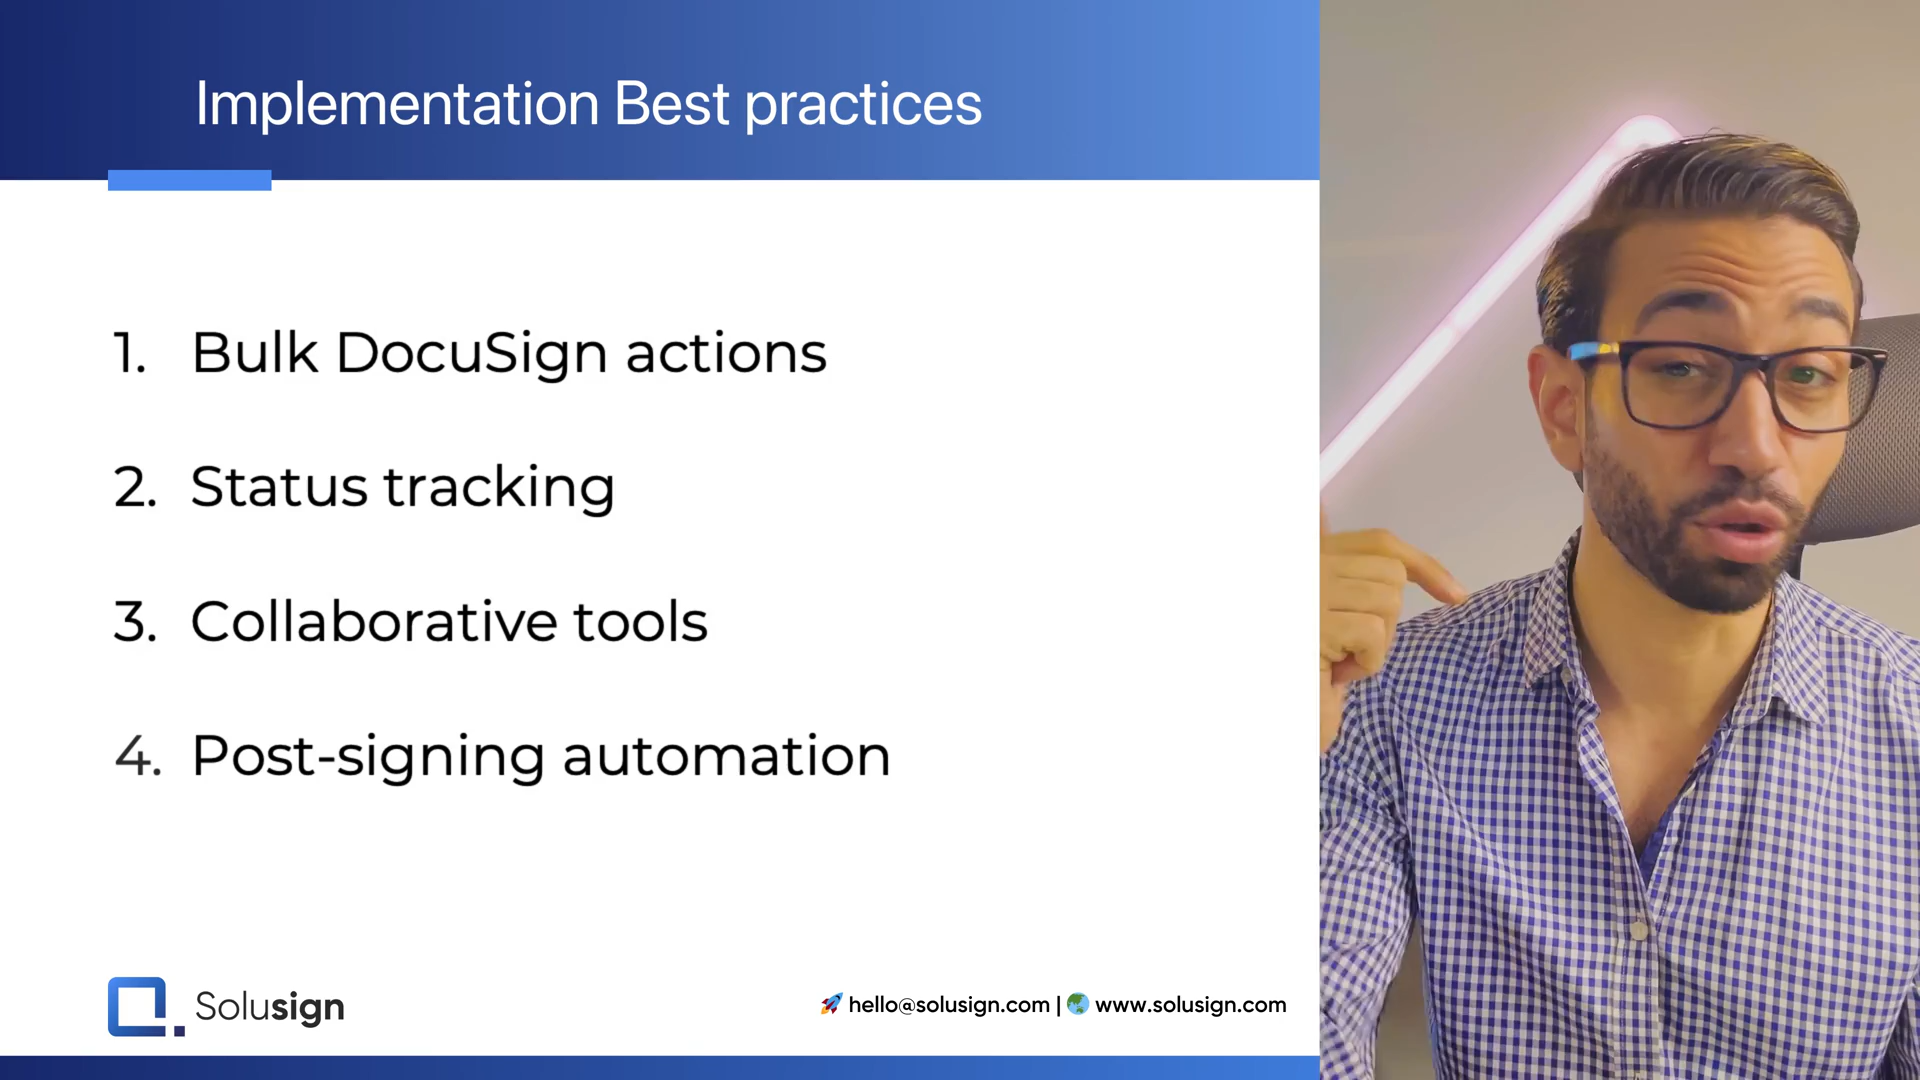 Implementation Best practices
1. Bulk DocuSign actions
2. Status tracking
3. Collaborative tools
4. Post-signing automation
Solusign
🚀 hello@solusign.com | 🌏 www.solusign.com